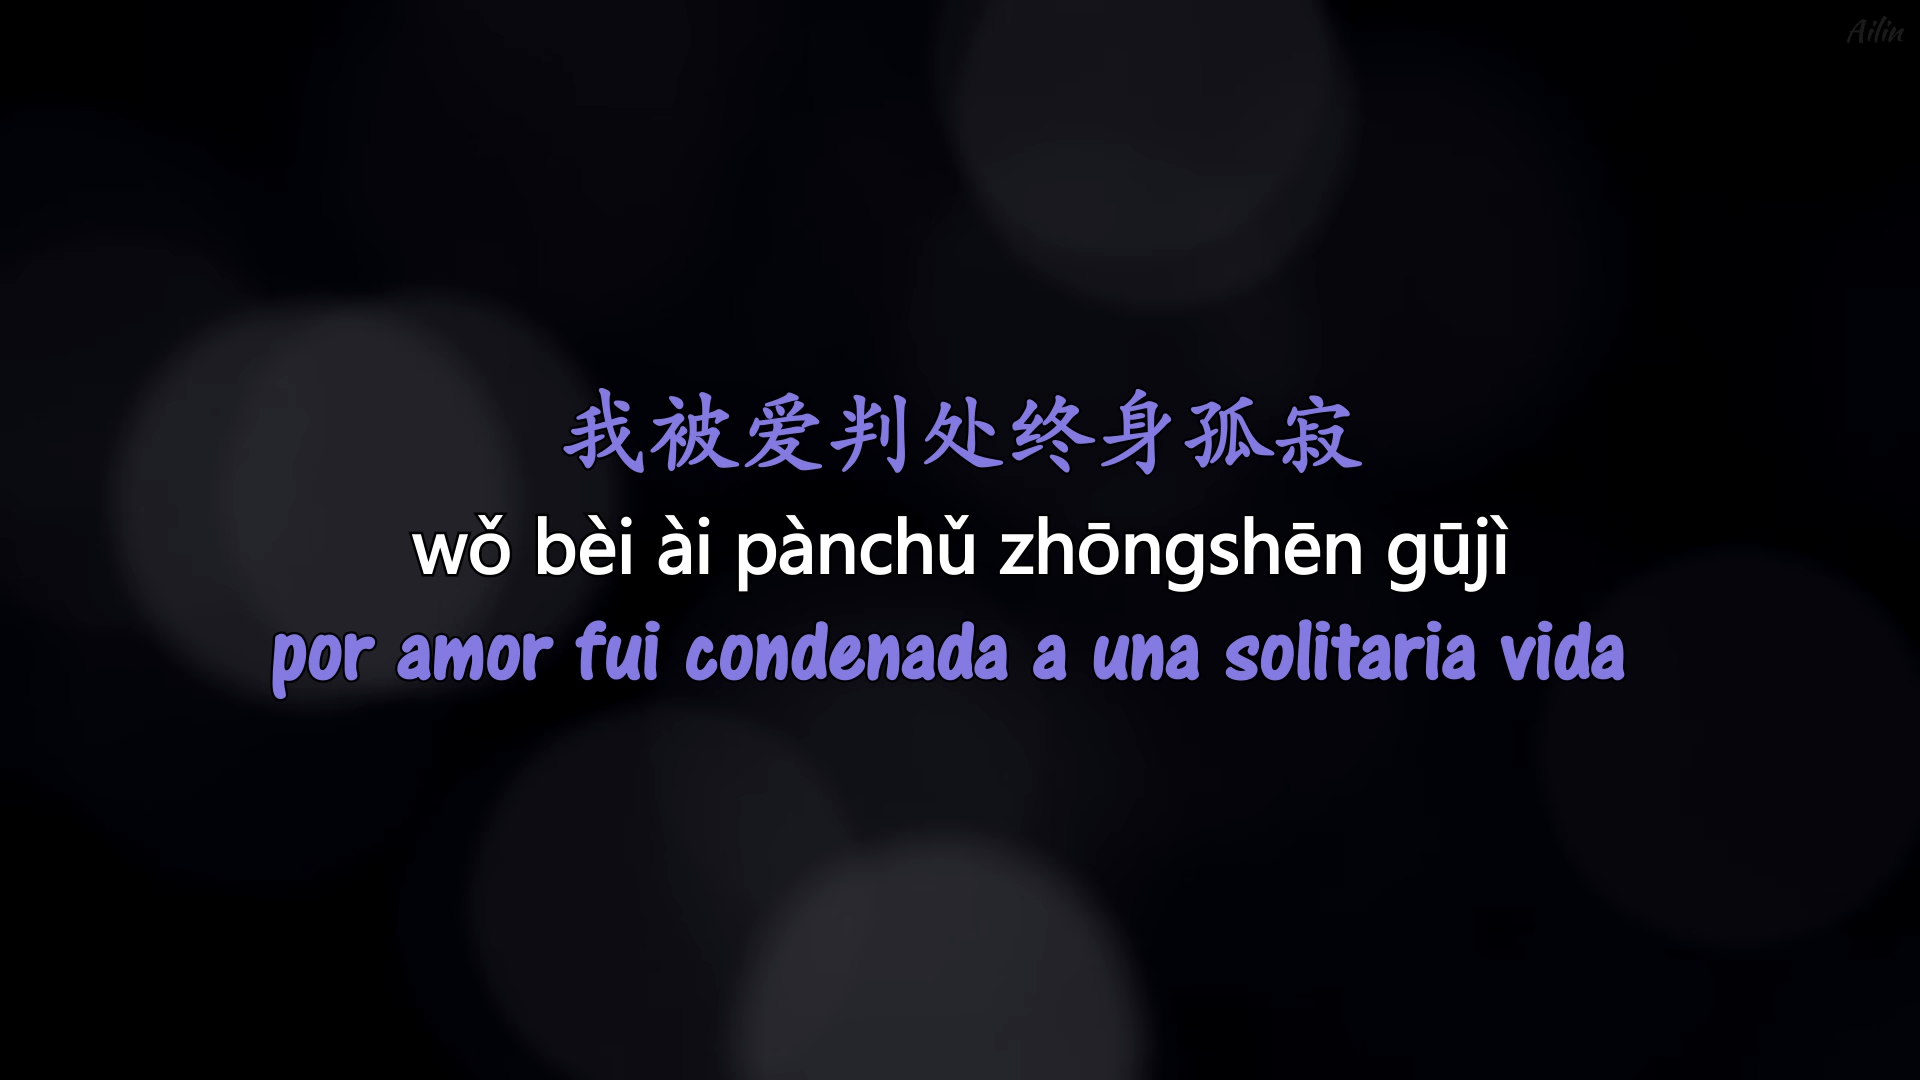 Ailin
我被爱判处终身孤寂
wǒ bèi ài pànchǔ zhōngshēn gūjì
por amor fui condenada a una solitaria vida